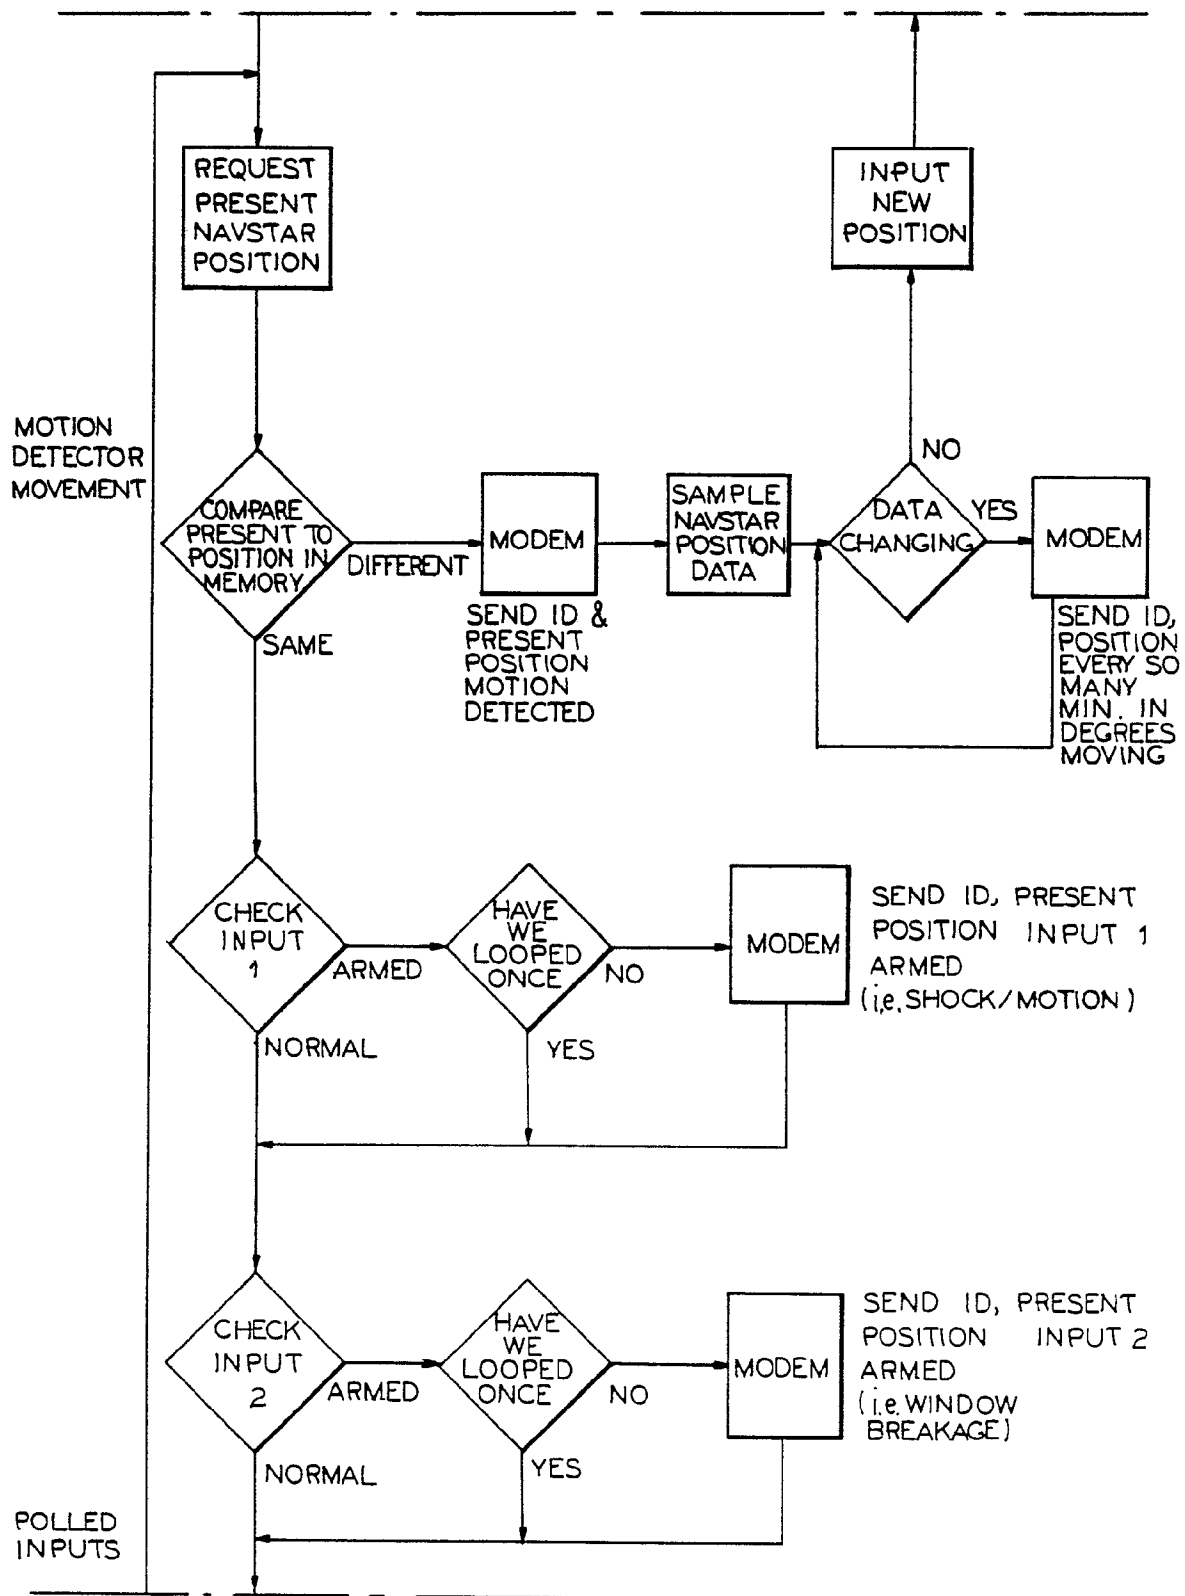 REQUEST
PRESENT
NAVSTAR
POSITION
INPUT
NEW
POSITION
MOTION
DETECTOR
MOVEMENT
COMPARE
PRESENT TO
POSITION IN
MEMORY
DIFFERENT
SAME
MODEM
SEND ID &
PRESENT
POSITION
MOTION
DETECTED
SAMPLE
NAVSTAR
POSITION
DATA
DATA
CHANGING
NO
YES
MODEM
SEND ID,
POSITION
EVERY SO
MANY
MIN. IN
DEGREES
MOVING
CHECK
INPUT
1
ARMED
NORMAL
HAVE
WE
LOOPED
ONCE
NO
YES
MODEM
SEND ID, PRESENT
POSITION INPUT 1
ARMED
(i,e. SHOCK/MOTION)
CHECK
INPUT
2
ARMED
NORMAL
HAVE
WE
LOOPED
ONCE
NO
YES
MODEM
SEND ID, PRESENT
POSITION INPUT 2
ARMED
(i.e. WINDOW
BREAKAGE)
POLLED
INPUTS